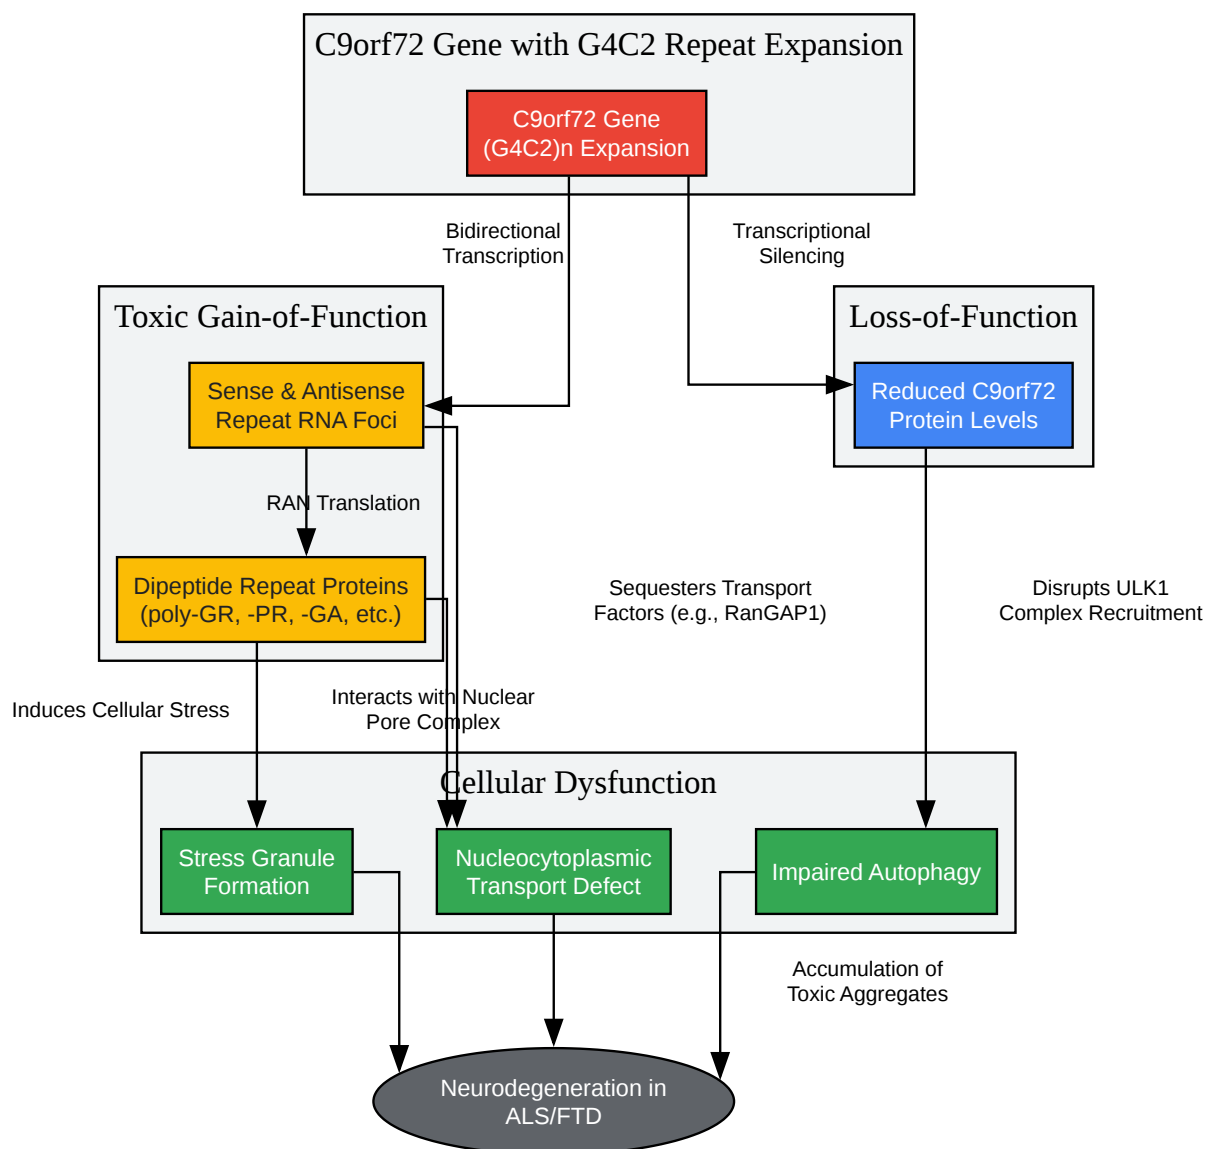 C9orf72 Gene with G4C2 Repeat Expansion
C9orf72 Gene
(G4C2)n Expansion
Bidirectional
Transcription
Transcriptional
Silencing
Toxic Gain-of-Function
Loss-of-Function
Sense & Antisense
Repeat RNA Foci
Reduced C9orf72
Protein Levels
RAN Translation
Dipeptide Repeat Proteins
(poly-GR, -PR, -GA, etc.)
Sequesters Transport
Factors (e.g., RanGAP1)
Disrupts ULK1
Complex Recruitment
Induces Cellular Stress
Interacts with Nuclear
Pore Complex
Cellular Dysfunction
Stress Granule
Formation
Nucleocytoplasmic
Transport Defect
Impaired Autophagy
Accumulation of
Toxic Aggregates
Neurodegeneration in
ALS/FTD